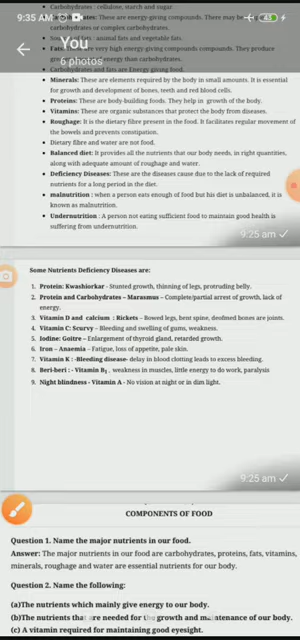 Carbohydrates : cellulose, starch and sugar
9:35 AM
43
You
6 photos
These are energy-giving compounds. There may be
carbohydrates or complex carbohydrates.
: animal fats and vegetable fats.
very high energy-giving compounds compounds. They produce
energy than carbohydrates.
Carbohydrates and fats are Energy giving food.
• Minerals: These are elements required by the body in small amounts. It is essential
for growth and development of bones, teeth and red blood cells.
• Proteins: These are body-building foods. They help in growth of the body.
• Vitamins: These are organic substances that protect the body from diseases.
• Roughage: It is the dietary fibre present in the food. It facilitates regular movement of
the bowels and prevents constipation.
• Dietary fibre and water are not food.
• Balanced diet: It provides all the nutrients that our body needs, in right quantities,
along with adequate amount of roughage and water.
• Deficiency Diseases: These are the diseases cause due to the lack of required
nutrients for a long period in the diet.
• malnutrition : when a person eats enough of food but his diet is unbalanced, it is
known as malnutrition.
• Undernutrition : A person not eating sufficient food to maintain good health is
suffering from undernutrition.
9:25 am
Some Nutrients Deficiency Diseases are:
1. Protein: Kwashiorkar - Stunted growth, thinning of legs, protruding belly.
2. Protein and Carbohydrates – Marasmus – Complete/partial arrest of growth, lack of
energy.
3. Vitamin D and calcium : Rickets – Bowed legs, bent spine, deofmed bones are joints.
4. Vitamin C: Scurvy – Bleeding and swelling of gums, weakness.
5. Iodine: Goitre – Enlargement of thyroid gland, retarded growth.
6. Iron – Anaemia – Fatigue, loss of appetite, pale skin.
7. Vitamin K : -Bleeding disease- delay in blood clotting leads to excess bleeding.
8. Beri-beri : - Vitamin B₁ , weakness in muscles, little energy to do work, paralysis
9. Night blindness - Vitamin A - No vision at night or in dim light.
9:25 am
COMPONENTS OF FOOD
Question 1. Name the major nutrients in our food.
Answer: The major nutrients in our food are carbohydrates, proteins, fats, vitamins,
minerals, roughage and water are essential nutrients for our body.
Question 2. Name the following:
(a)The nutrients which mainly give energy to our body.
(b)The nutrients that are needed for the growth and maintenance of our body.
(c) A vitamin required for maintaining good eyesight.